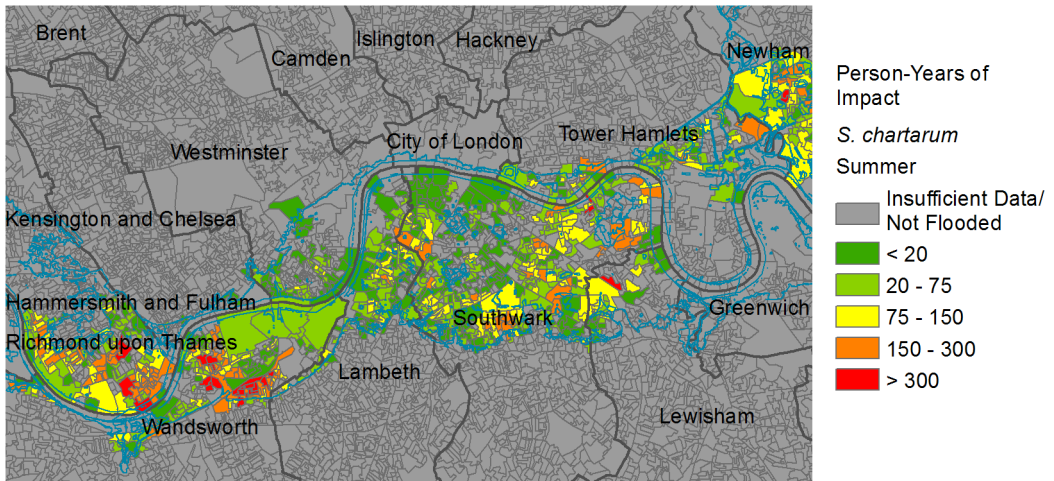 Brent
Islington
Hackney
Camden
Newham
City of London
Tower Hamlets
Westminster
Kensington and Chelsea
Hammersmith and Fulham
Greenwich
Southwark
Richmond upon Thames
Lambeth
Lewisham
Wandsworth
Person-Years of
Impact
S. chartarum
Summer
Insufficient Data/
Not Flooded
< 20
20 - 75
75 - 150
150 - 300
> 300